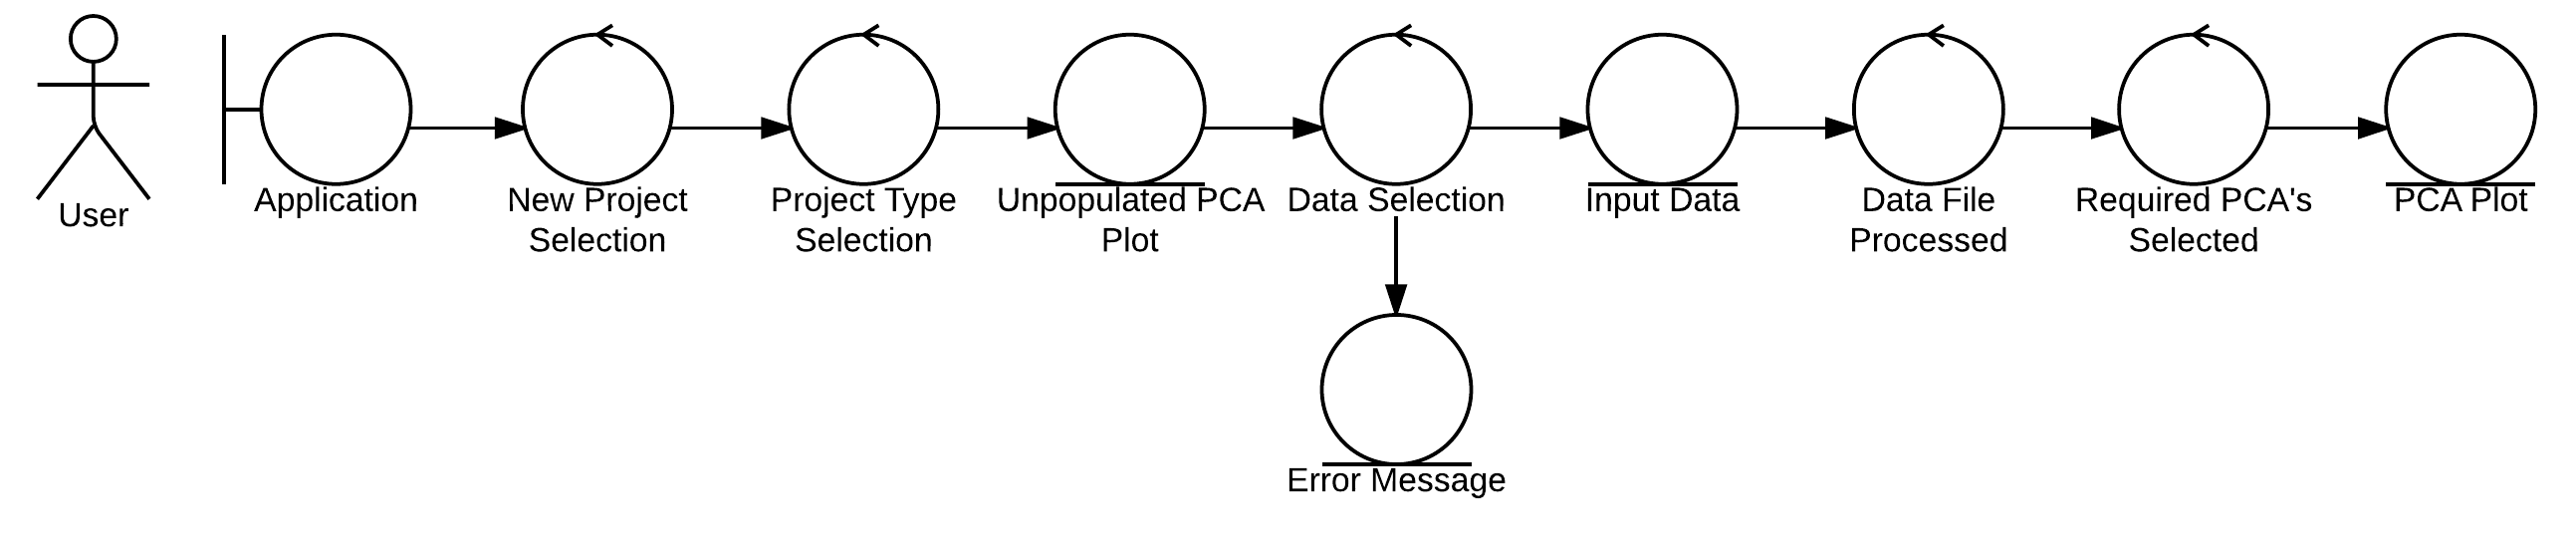 User
Application
New Project
Selection
Project Type
Selection
Unpopulated PCA
Plot
Data Selection
Input Data
Data File
Processed
Required PCA's
Selected
PCA Plot
Error Message